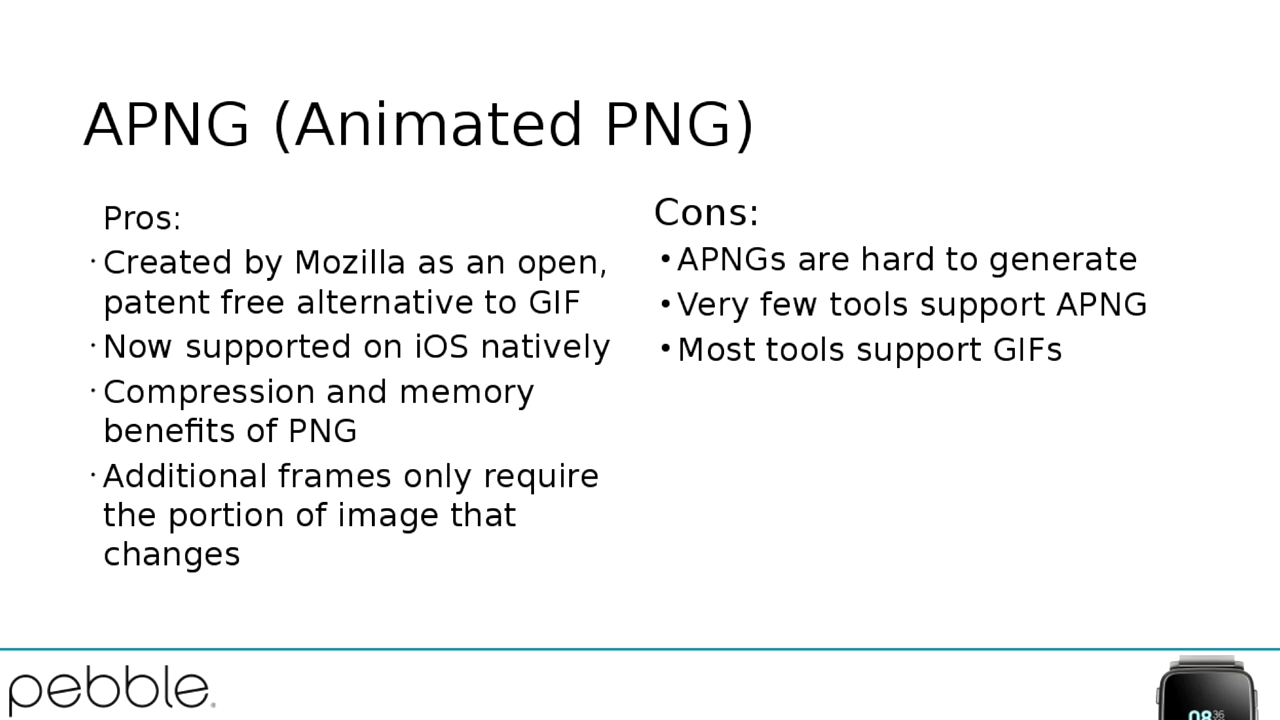 APNG (Animated PNG)
Pros:
· Created by Mozilla as an open,
patent free alternative to GIF
· Now supported on iOS natively
· Compression and memory
benefits of PNG
· Additional frames only require
the portion of image that
changes
Cons:
• APNGs are hard to generate
• Very few tools support APNG
• Most tools support GIFs
pebble
08 36